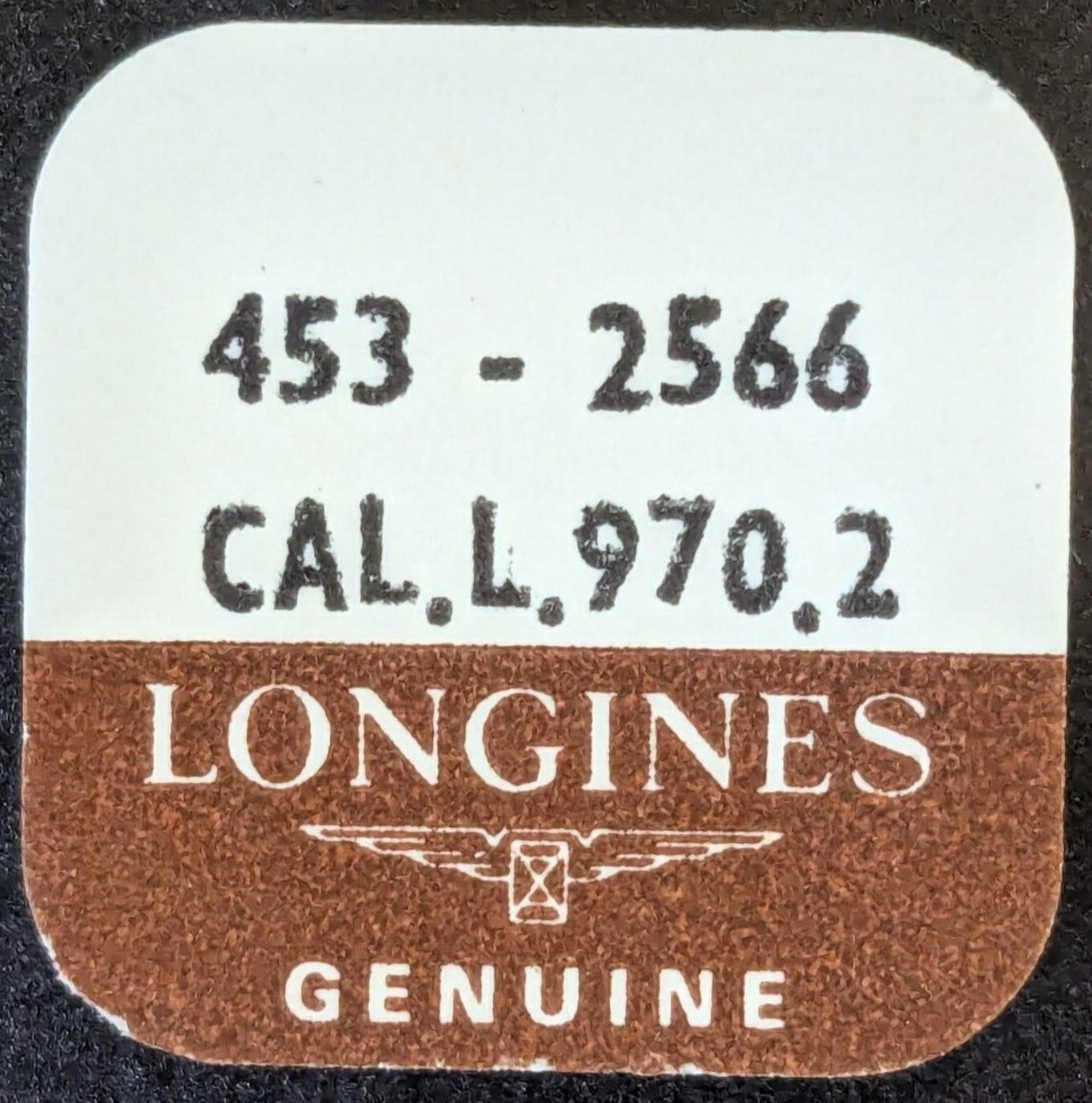 453 - 2566
CAL.L.970.2
LONGINES
GENUINE